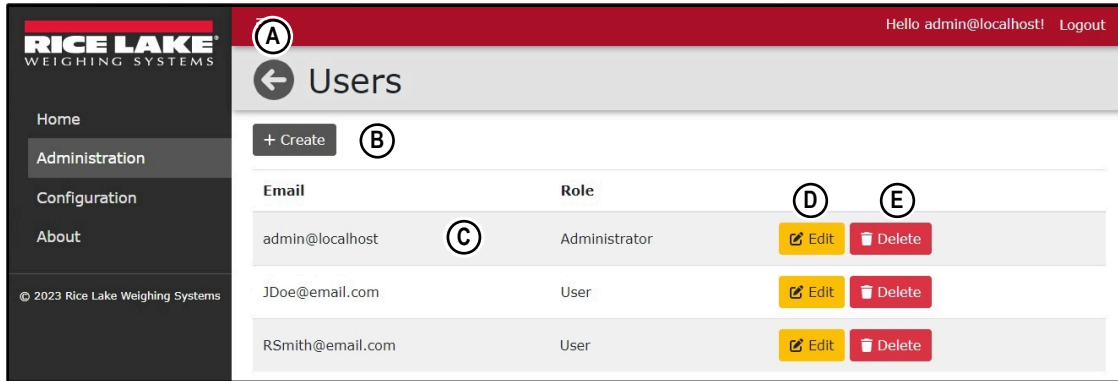 RICE LAKE®
WEIGHING SYSTEMS
Home
Administration
Configuration
About
© 2023 Rice Lake Weighing Systems
Hello admin@localhost! Logout
A
Users
+ Create B
Email Role
D E
admin@localhost C Administrator Edit Delete
JDoe@email.com User Edit Delete
RSmith@email.com User Edit Delete